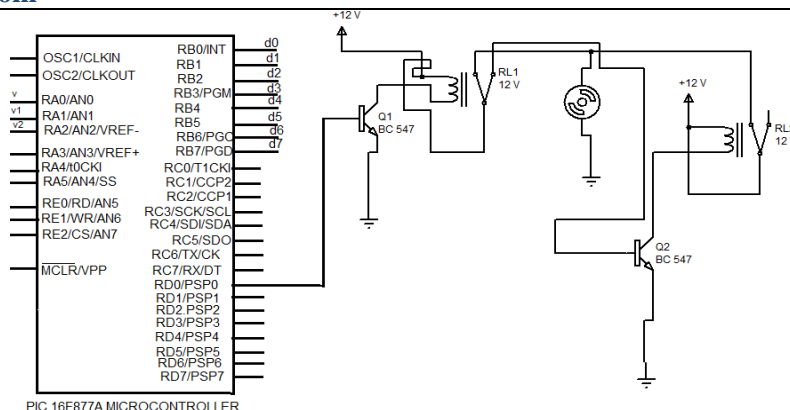 +12 V
OSC1/CLKIN
OSC2/CLKOUT
v RA0/AN0
v1 RA1/AN1
v2 RA2/AN2/VREF-
RA3/AN3/VREF+
RA4/t0CKI
RA5/AN4/SS
RE0/RD/AN5
RE1/WR/AN6
RE2/CS/AN7
MCLR/VPP
RB0/INT d0
RB1 d1
RB2 d2
RB3/PGM d3
RB4 d4
RB5 d5
RB6/PGC d6
RB7/PGD d7
RC0/T1CKI
RC1/CCP2
RC2/CCP1
RC3/SCK/SCL
RC4/SDI/SDA
RC5/SDO
RC6/TX/CK
RC7/RX/DT
RD0/PSP0
RD1/PSP1
RD2.PSP2
RD3/PSP3
RD4/PSP4
RD5/PSP5
RD6/PSP6
RD7/PSP7
PIC 16F877A MICROCONTROLLER
Q1
BC 547
RL1
12 V
+12 V
RL
12
Q2
BC 547